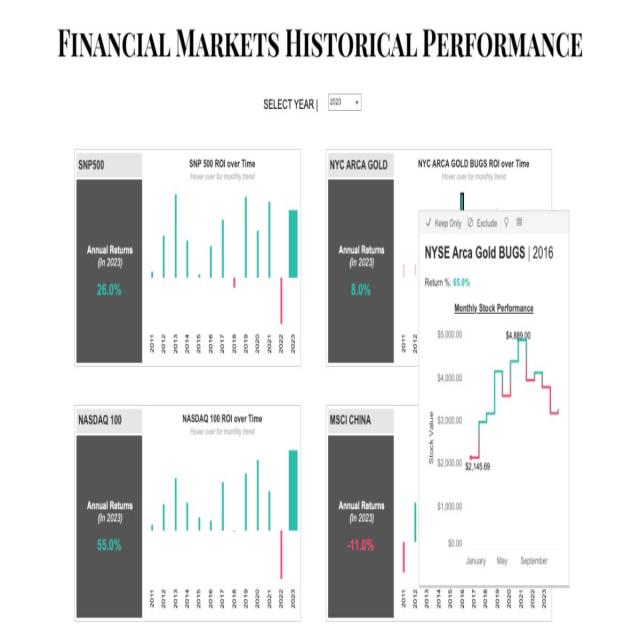 FINANCIAL MARKETS HISTORICAL PERFORMANCE
SELECT YEAR |
2023
SNP500
SNP 500 ROI over Time
Hover over for monthly trend
Annual Returns
(In 2023)
26.0%
2011 2012 2013 2014 2015 2016 2017 2018 2019 2020 2021 2022 2023
NYC ARCA GOLD
NYC ARCA GOLD BUGS ROI over Time
Hover over for monthly trend
Annual Returns
(In 2023)
8.0%
2011 2012
Keep Only
Exclude
NYSE Arca Gold BUGS | 2016
Return %: 65.0%
Monthly Stock Performance
Stock Value
$5,000.00
$4,889.00
$4,000.00
$3,000.00
$2,000.00
$2,145.69
$1,000.00
$0.00
January May September
NASDAQ 100
NASDAQ 100 ROI over Time
Hover over for monthly trend
Annual Returns
(In 2023)
55.0%
2011 2012 2013 2014 2015 2016 2017 2018 2019 2020 2021 2022 2023
MSCI CHINA
Annual Returns
(In 2023)
-11.0%
2011 2012 2013 2014 2015 2016 2017 2018 2019 2020 2021 2022 2023